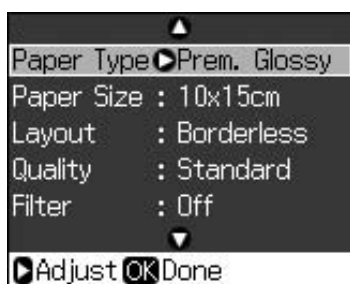 Paper Type Prem. Glossy
Paper Size : 10x15cm
Layout : Borderless
Quality : Standard
Filter : Off
Adjust OK Done